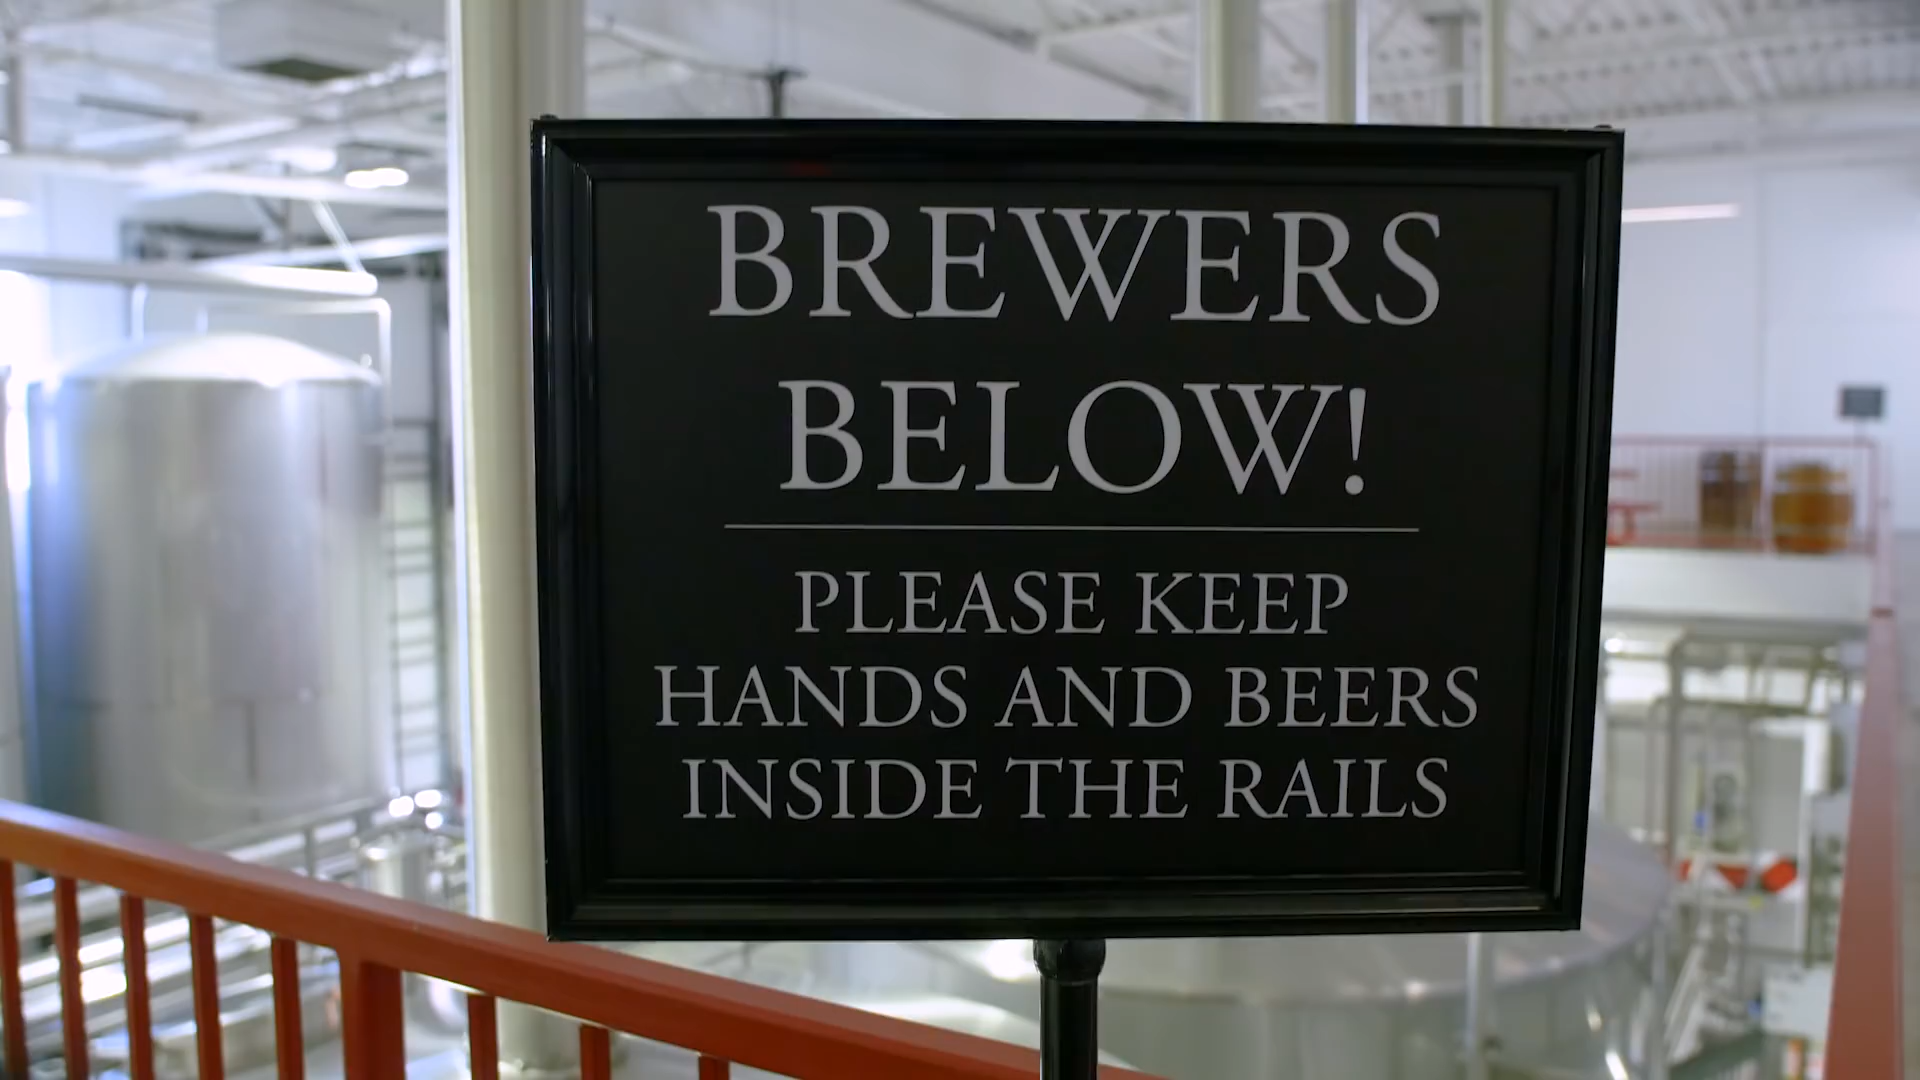 BREWERS
BELOW!
PLEASE KEEP
HANDS AND BEERS
INSIDE THE RAILS